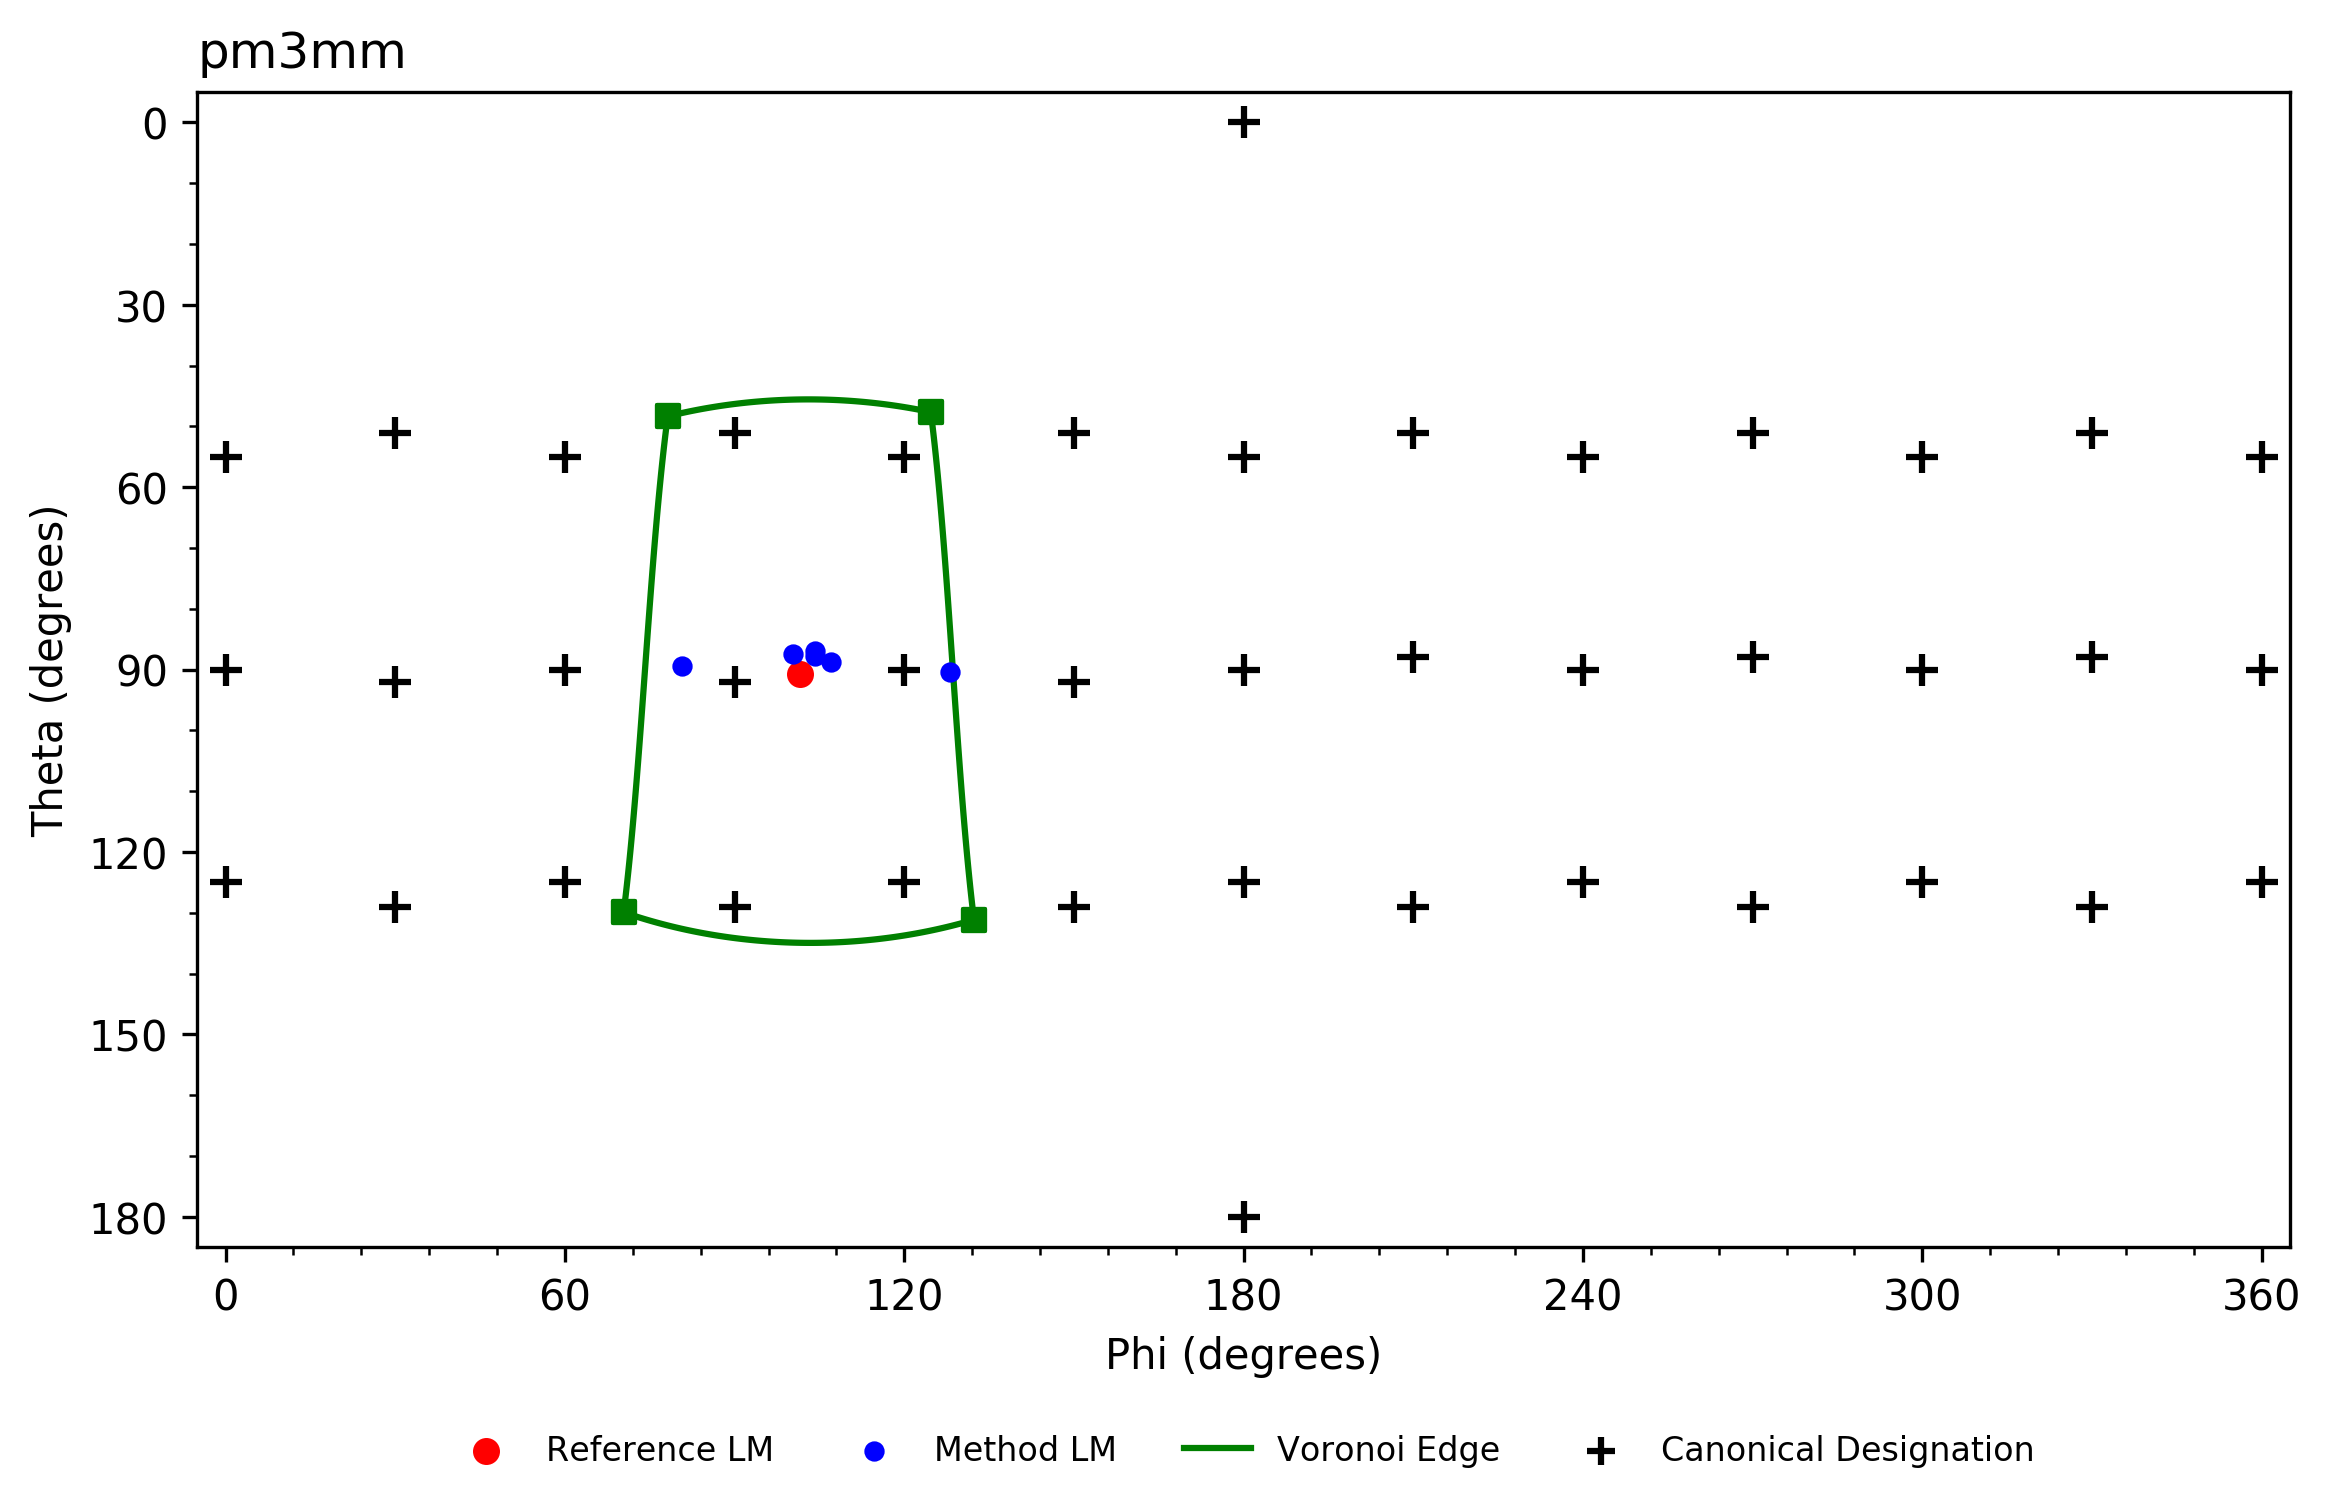 pm3mm
0
30
60
90
120
150
180
Theta (degrees)
0 60 120 180 240 300 360
Phi (degrees)
Reference LM Method LM Voronoi Edge Canonical Designation